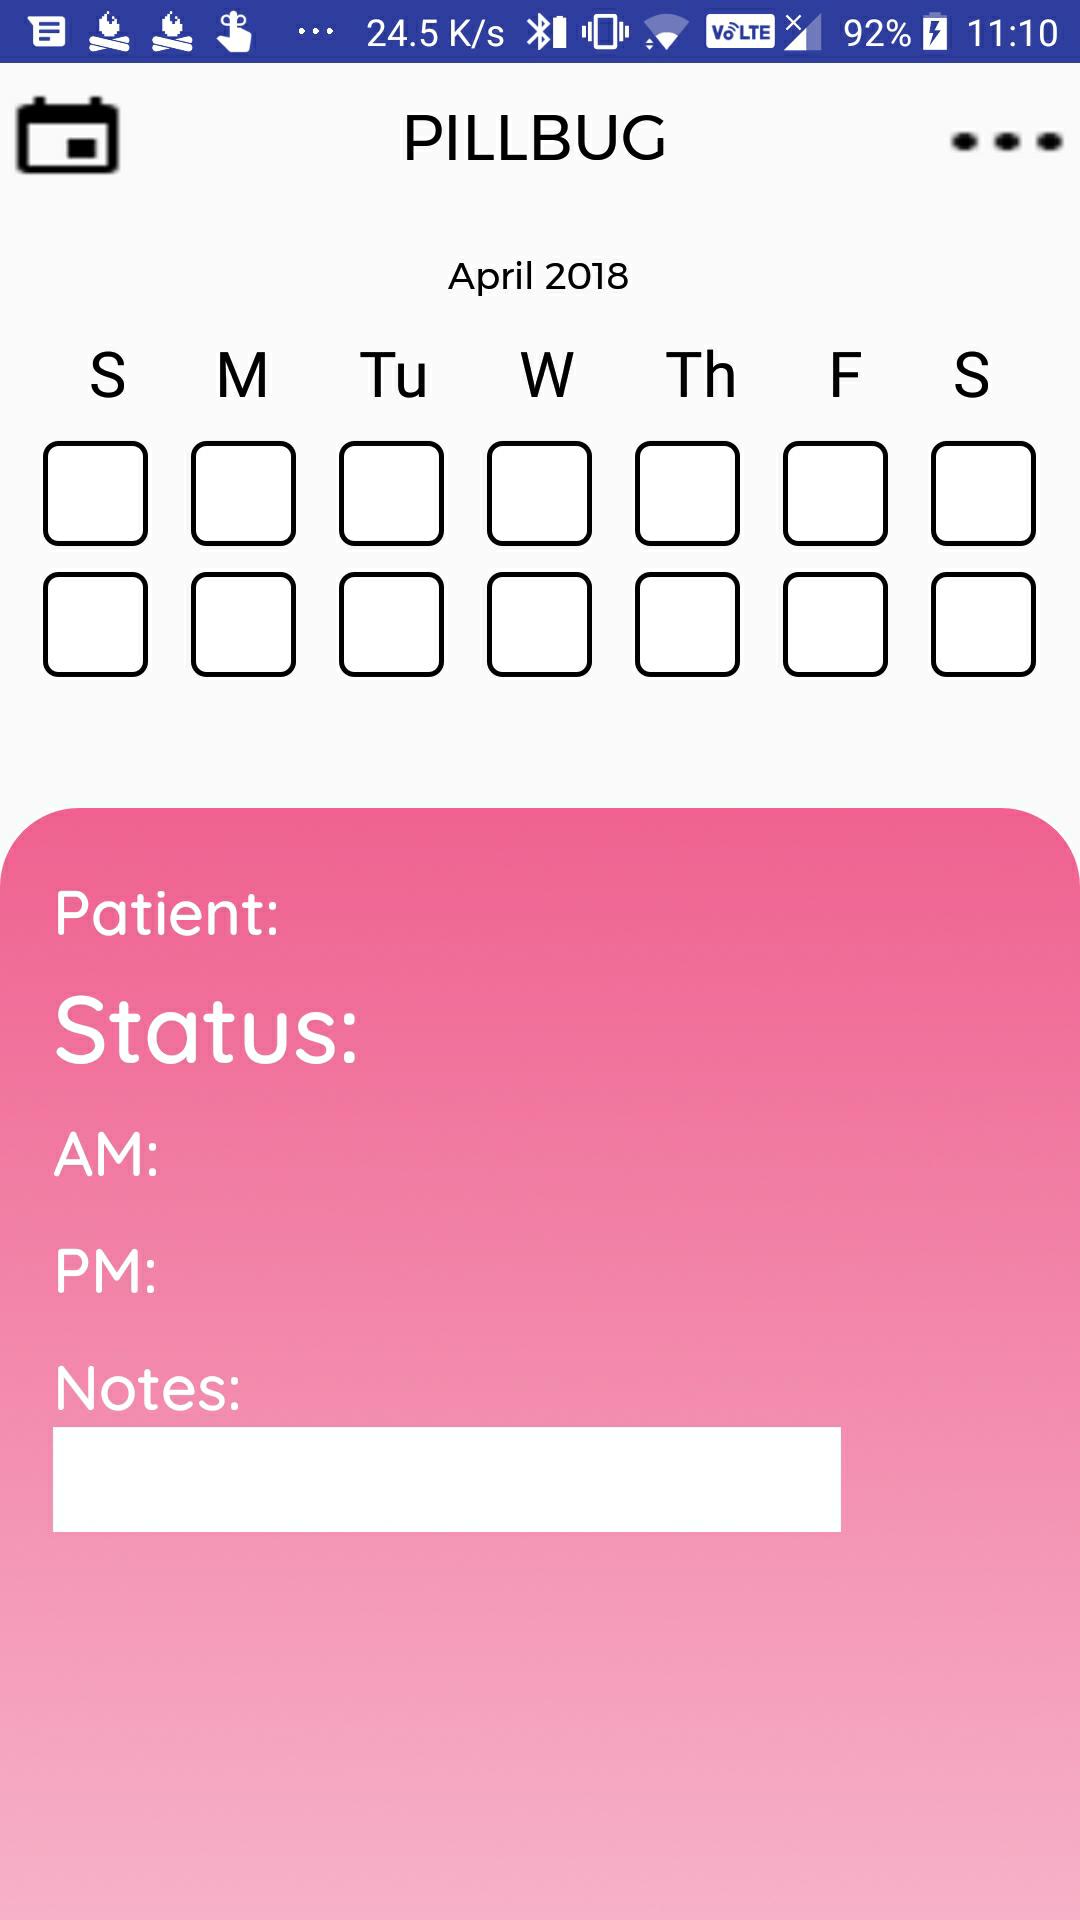 24.5 K/s VoLTE 92% 11:10
PILLBUG
April 2018
S M Tu W Th F S
Patient:
Status:
AM:
PM:
Notes: